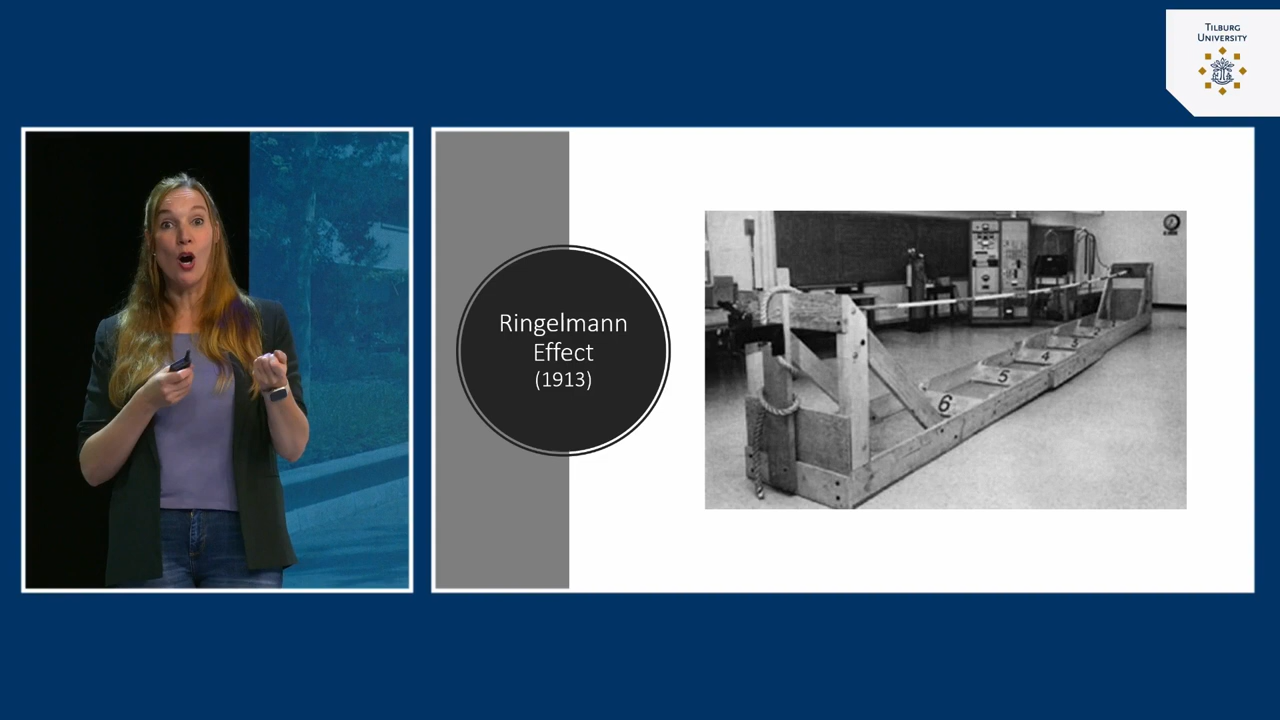 TILBURG
UNIVERSITY
Ringelmann
Effect
(1913)
6
5
4
3